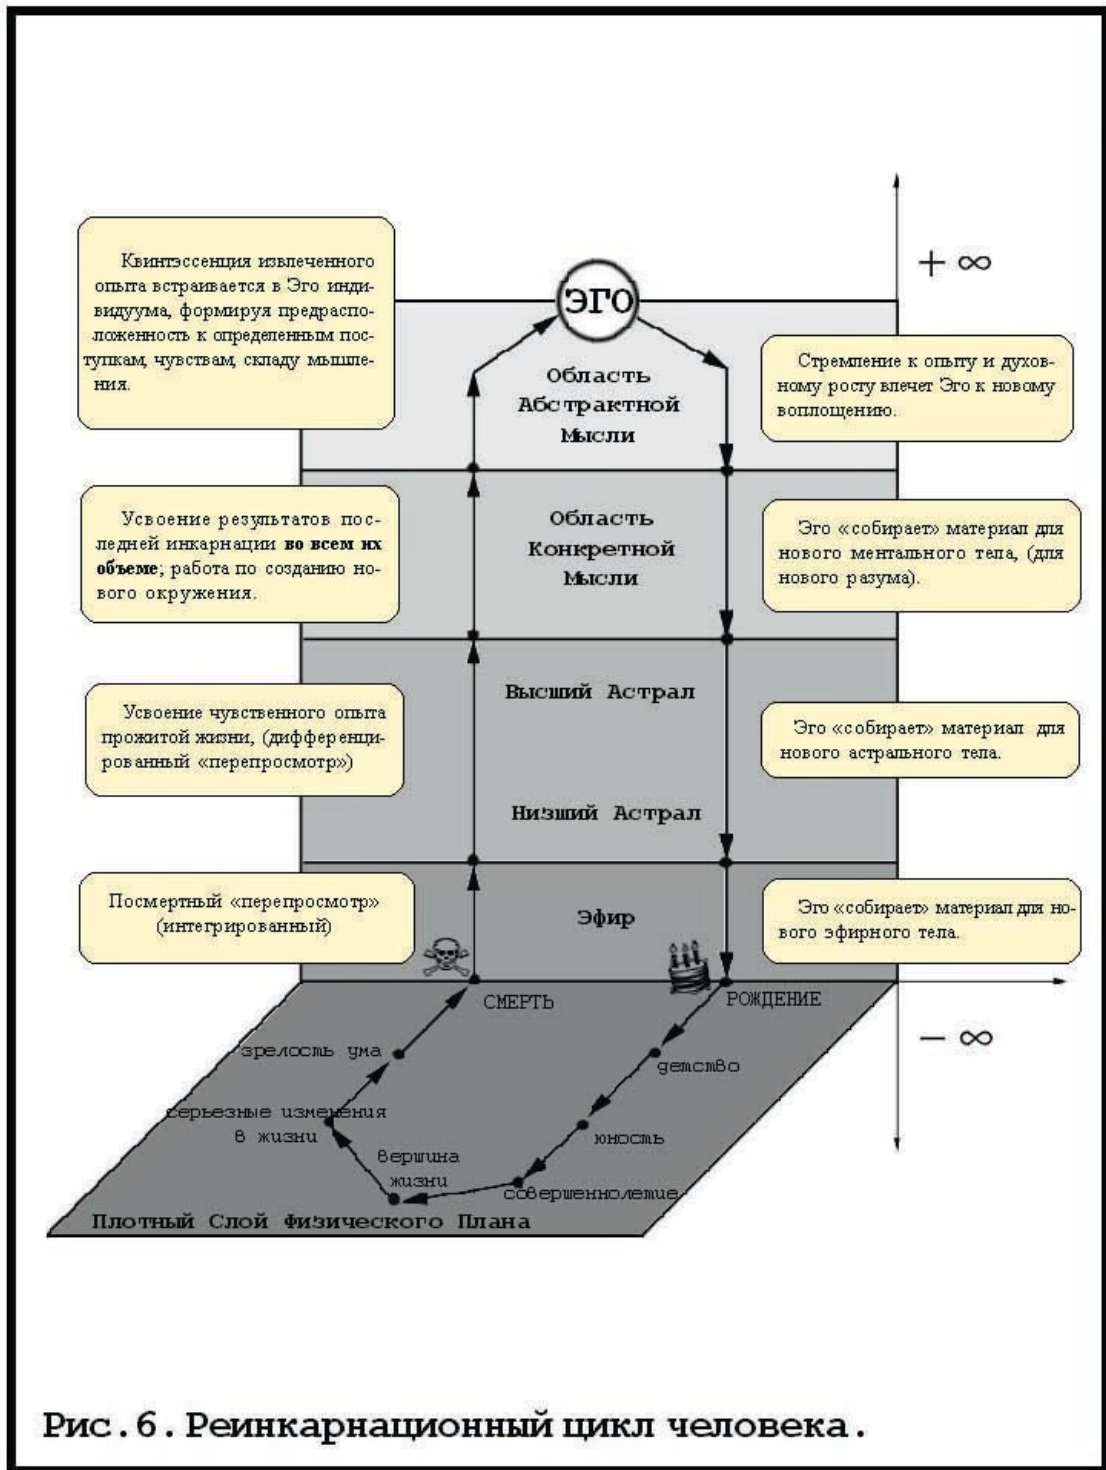 Квинтэссенция извлеченного
опыта встраивается в Эго инди-
видуума, формируя предраспо-
ложенность к определенным пос-
тупкам, чувствам, складу мышле-
ния.
+ ∞
ЭГО
Область
Абстрактной
Мысли
Стремление к опыту и духов-
ному росту влечет Эго к новому
воплощению.
Усвоение результатов пос-
ледней инкарнации во всем их
объеме; работа по созданию но-
вого окружения.
Область
Конкретной
Мысли
Эго «собирает» материал для
нового ментального тела, (для
нового разума).
Усвоение чувственного опыта
прожитой жизни, (дифференци-
рованный «перепросмотр»)
Высший Астрал
Эго «собирает» материал для
нового астрального тела.
Низший Астрал
Посмертный «перепросмотр»
(интегрированный)
Эфир
Эго «собирает» материал для но-
вого эфирного тела.
СМЕРТЬ
РОЖДЕНИЕ
− ∞
зрелость ума
детство
серьезные изменения
в жизни
юность
вершина
жизни
совершеннолетие
Плотный Слой Физического Плана
Рис.6.Реинкарнационный цикл человека.